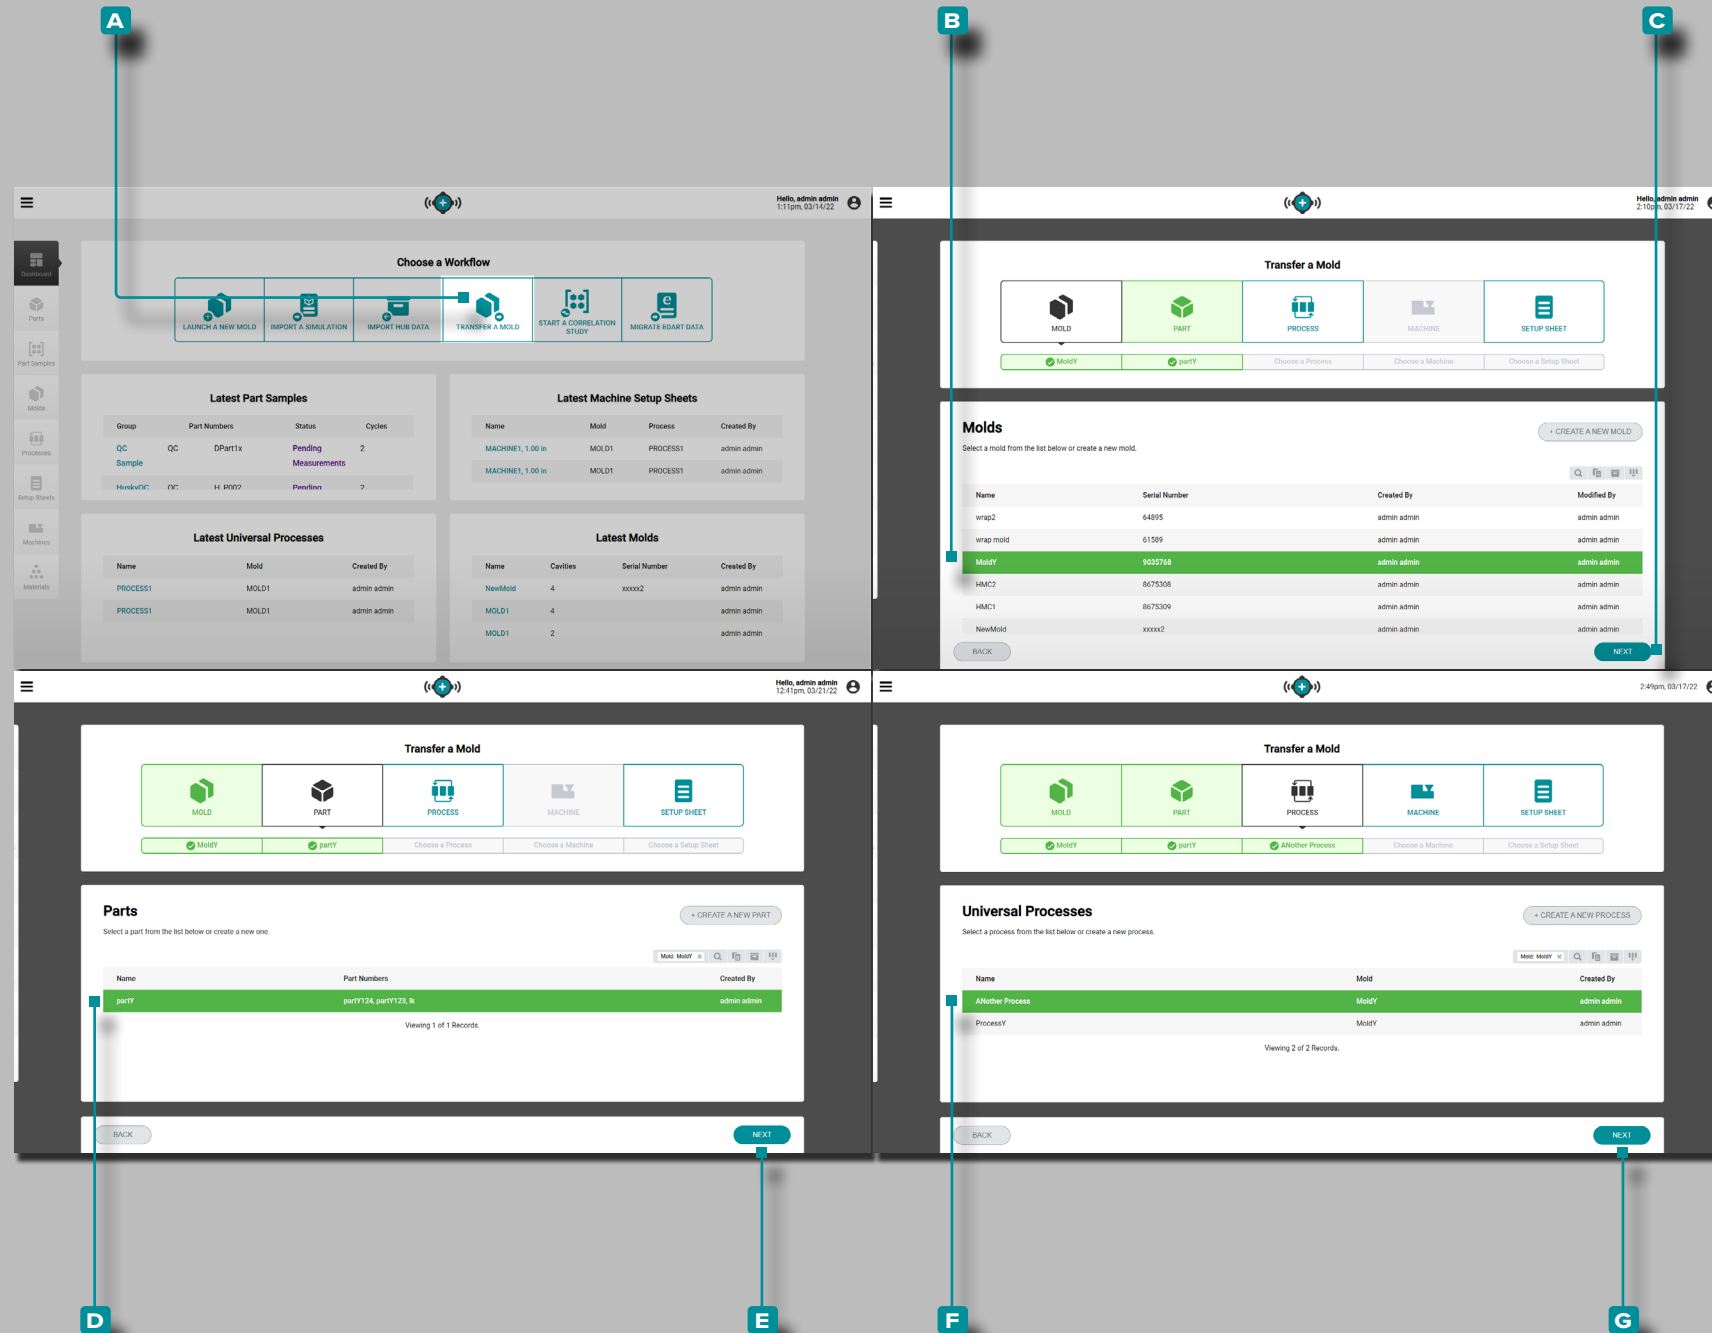 A
B
C
Hello, admin admin
1:11pm, 03/14/22
Dashboard
Parts
Part Samples
Molds
Processes
Setup Sheets
Machines
Materials
Choose a Workflow
LAUNCH A NEW MOLD
IMPORT A SIMULATION
IMPORT HUB DATA
TRANSFER A MOLD
START A CORRELATION
STUDY
MIGRATE EDART DATA
Latest Part Samples
Group Part Numbers Status Cycles
QC QC DPart1x Pending 2
Sample Measurements
HuskyQC QC H_P002 Pending 2
Latest Machine Setup Sheets
Name Mold Process Created By
MACHINE1, 1.00 in MOLD1 PROCESS1 admin admin
MACHINE1, 1.00 in MOLD1 PROCESS1 admin admin
Latest Universal Processes
Name Mold Created By
PROCESS1 MOLD1 admin admin
PROCESS1 MOLD1 admin admin
Latest Molds
Name Cavities Serial Number Created By
NewMold 4 xxxxx2 admin admin
MOLD1 4 admin admin
MOLD1 2 admin admin
Hello, admin admin
2:10pm, 03/17/22
Transfer a Mold
MOLD PART PROCESS MACHINE SETUP SHEET
MoldY partY Choose a Process Choose a Machine Choose a Setup Sheet
Molds
+ CREATE A NEW MOLD
Select a mold from the list below or create a new mold.
Name Serial Number Created By Modified By
wrap2 64895 admin admin admin admin
wrap mold 61589 admin admin admin admin
MoldY 9035768 admin admin admin admin
HMC2 8675308 admin admin admin admin
HMC1 8675309 admin admin admin admin
NewMold xxxxx2 admin admin admin admin
BACK NEXT
Hello, admin admin
12:41pm, 03/21/22
Transfer a Mold
MOLD PART PROCESS MACHINE SETUP SHEET
MoldY partY Choose a Process Choose a Machine Choose a Setup Sheet
Parts
+ CREATE A NEW PART
Select a part from the list below or create a new one.
Mold: MoldY ×
Name Part Numbers Created By
partY partY124, partY123, lk admin admin
Viewing 1 of 1 Records.
BACK NEXT
2:49pm, 03/17/22
Transfer a Mold
MOLD PART PROCESS MACHINE SETUP SHEET
MoldY partY ANother Process Choose a Machine Choose a Setup Sheet
Universal Processes
+ CREATE A NEW PROCESS
Select a process from the list below or create a new process.
Mold: MoldY ×
Name Mold Created By
ANother Process MoldY admin admin
ProcessY MoldY admin admin
Viewing 2 of 2 Records.
BACK NEXT
D
E
F
G